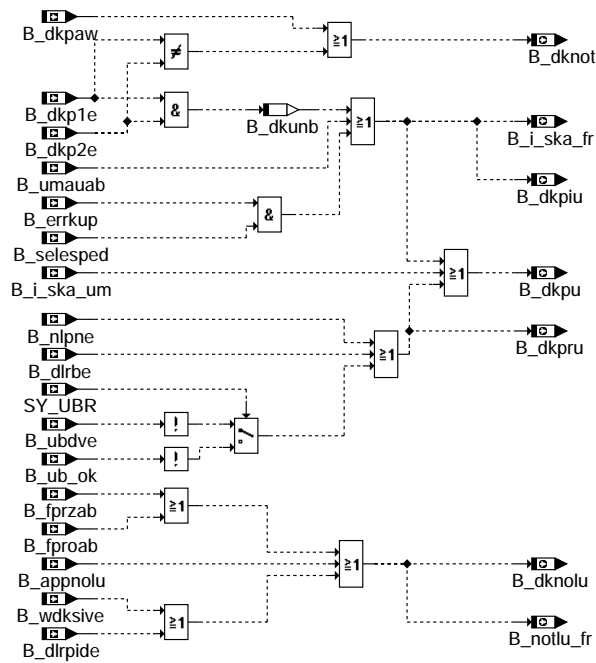 B_dkpaw
≥1
B_dknot
≠
B_dkp1e
&
B_dkunb
≥1
B_i_ska_fr
B_dkp2e
B_umauab
B_dkpiu
B_errkup
&
B_selesped
≥1
B_i_ska_um
B_dkpu
B_nlpne
B_dkpru
≥1
B_dlrbe
SY_UBR
!
B_ubdve
!
B_ub_ok
B_fprzab
≥1
B_fproab
≥1
B_appnolu
B_dknolu
B_wdksive
≥1
B_dlrpide
B_notlu_fr